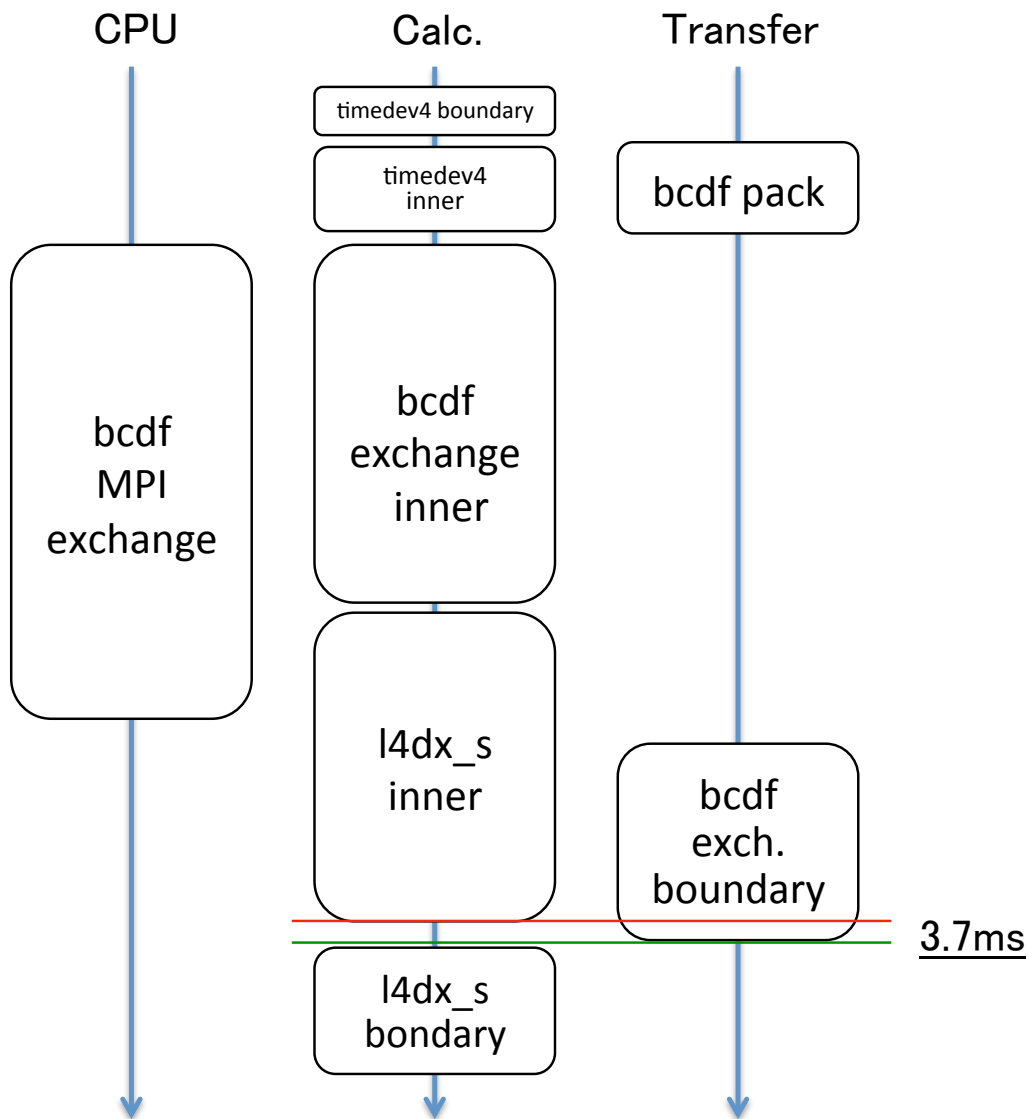 CPU
Calc.
Transfer
timedev4 boundary
timedev4
inner
bcdf pack
bcdf
MPI
exchange
bcdf
exchange
inner
l4dx_s
inner
bcdf
exch.
boundary
3.7ms
l4dx_s
bondary